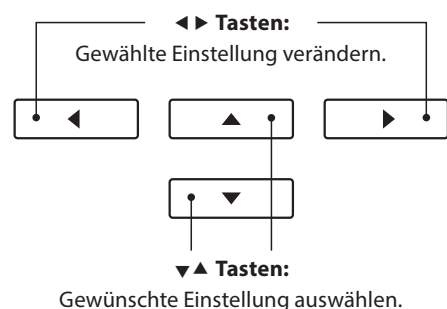 ◀ ▶ Tasten:
Gewählte Einstellung verändern.
▼▲ Tasten:
Gewünschte Einstellung auswählen.